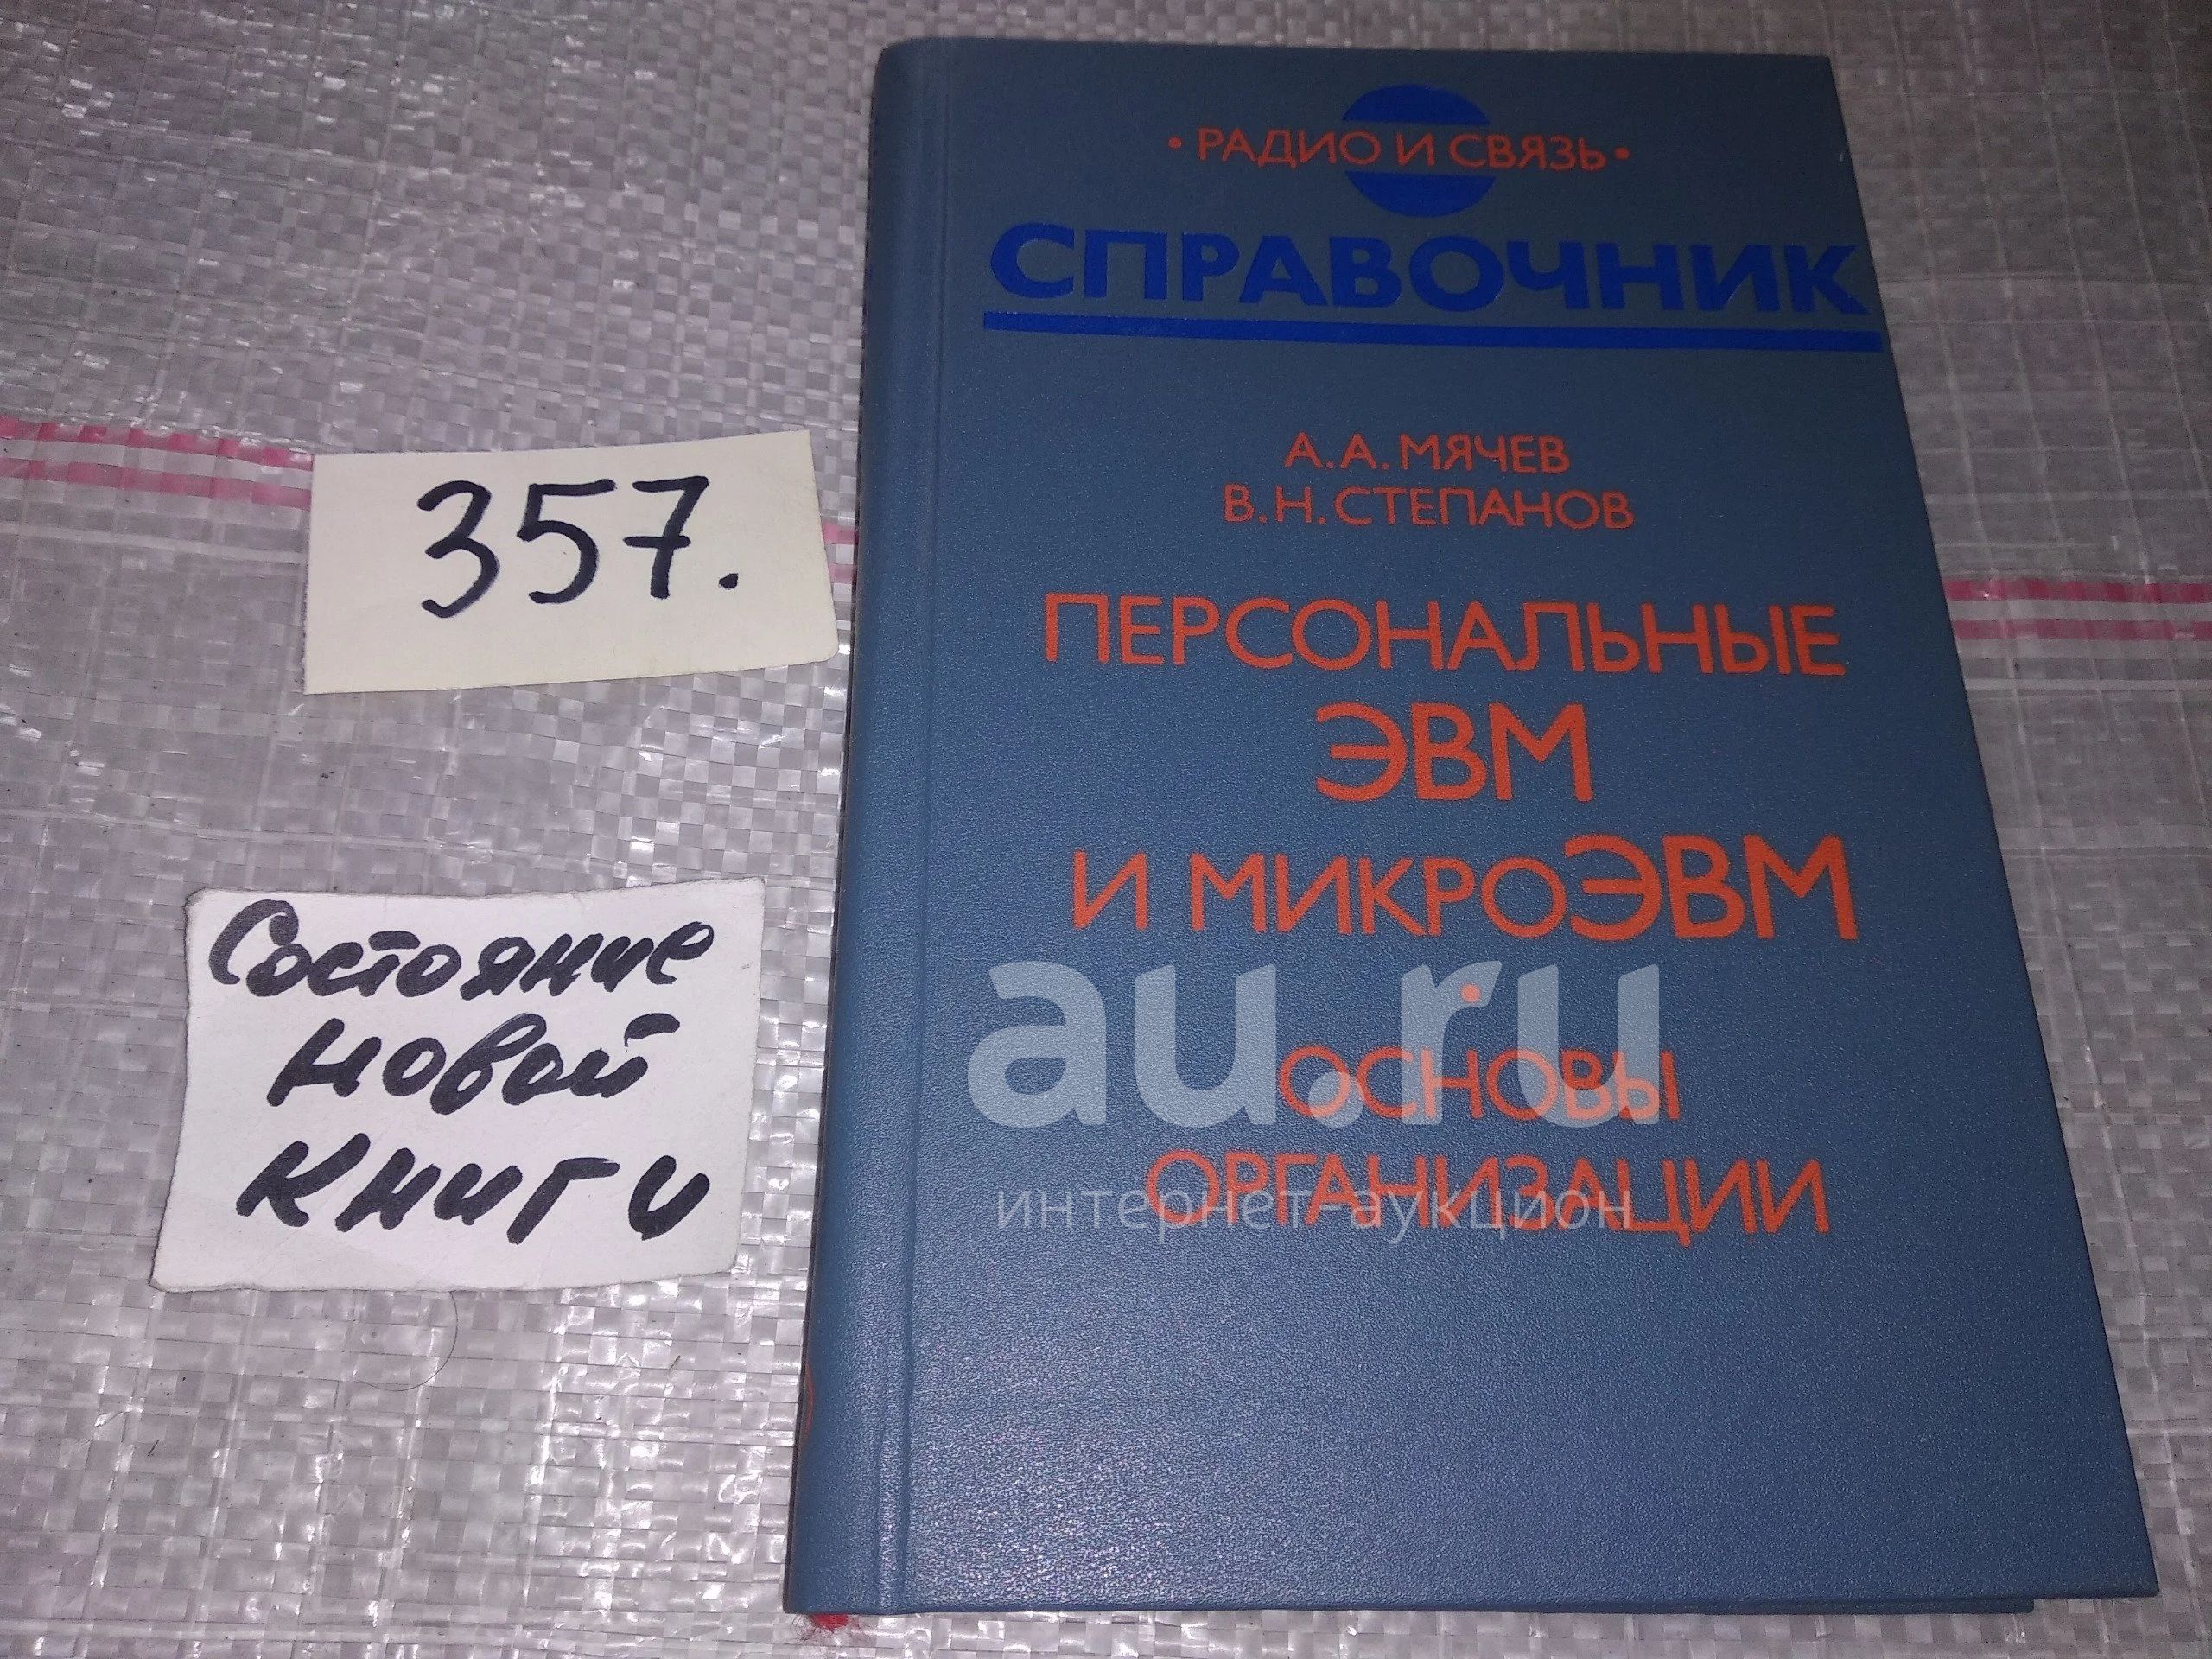 • РАДИО И СВЯЗЬ •
СПРАВОЧНИК
А.А.МЯЧЕВ
В.Н.СТЕПАНОВ
ПЕРСОНАЛЬНЫЕ
ЭВМ
И МИКРОЭВМ
•
ОСНОВЫ
ОРГАНИЗАЦИИ
357.
Состояние
новой
книги
au.ru
интернет-аукцион